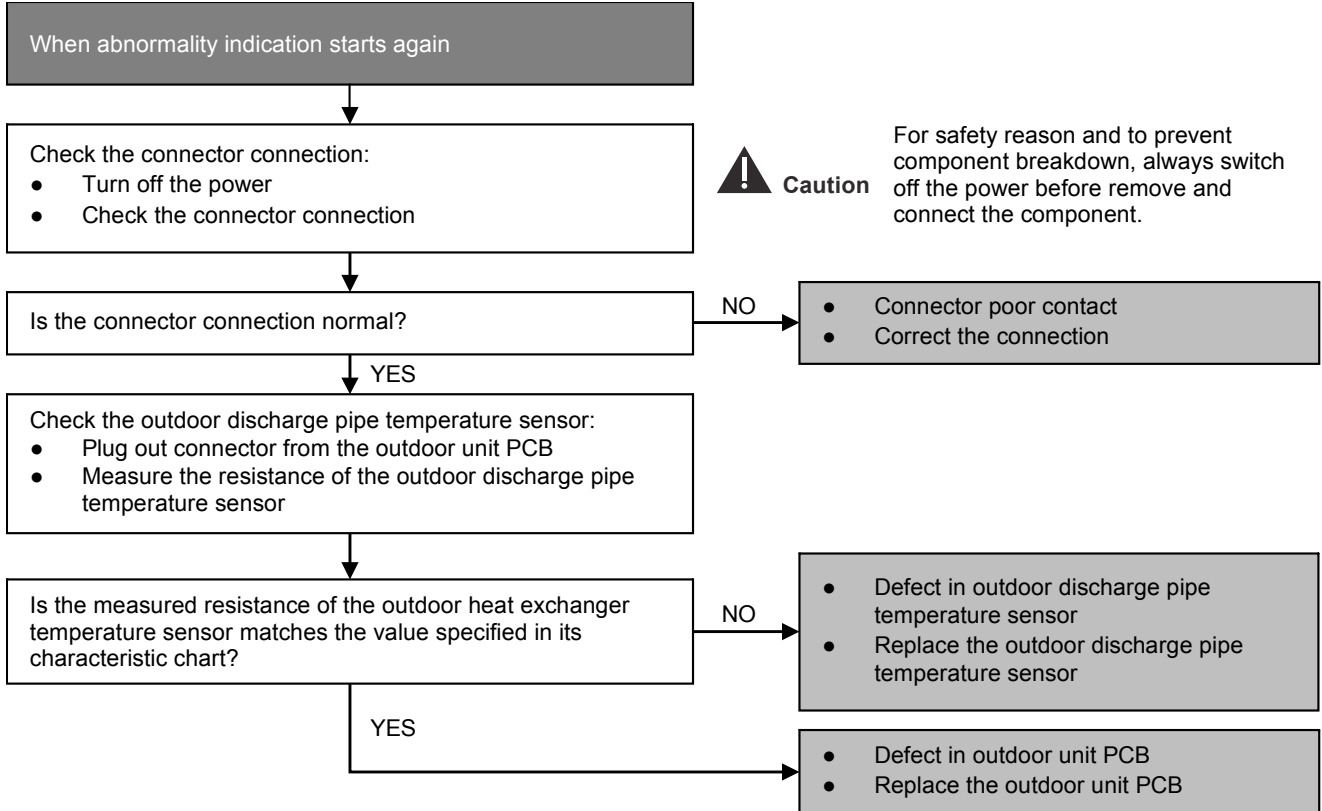 When abnormality indication starts again
Check the connector connection:
● Turn off the power
● Check the connector connection
Caution
For safety reason and to prevent
component breakdown, always switch
off the power before remove and
connect the component.
Is the connector connection normal?
NO
● Connector poor contact
● Correct the connection
YES
Check the outdoor discharge pipe temperature sensor:
● Plug out connector from the outdoor unit PCB
● Measure the resistance of the outdoor discharge pipe
temperature sensor
Is the measured resistance of the outdoor heat exchanger
temperature sensor matches the value specified in its
characteristic chart?
NO
● Defect in outdoor discharge pipe
temperature sensor
● Replace the outdoor discharge pipe
temperature sensor
YES
● Defect in outdoor unit PCB
● Replace the outdoor unit PCB